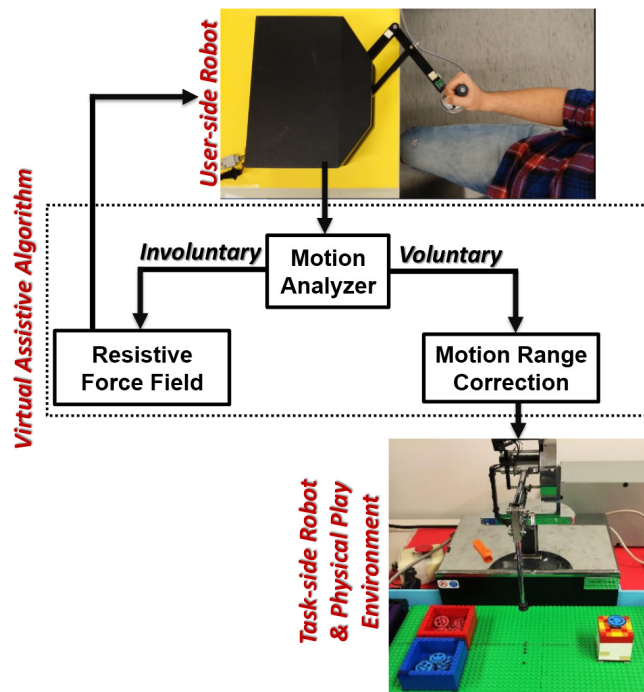 User-side Robot
Virtual Assistive Algorithm
Involuntary
Motion
Analyzer
Voluntary
Resistive
Force Field
Motion Range
Correction
Task-side Robot
& Physical Play
Environment